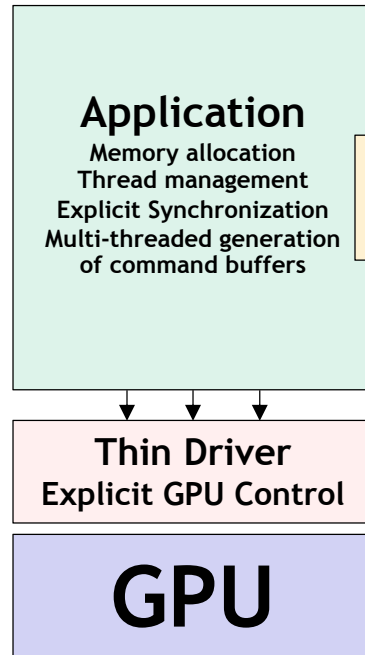 Application
Memory allocation
Thread management
Explicit Synchronization
Multi-threaded generation
of command buffers
Thin Driver
Explicit GPU Control
GPU